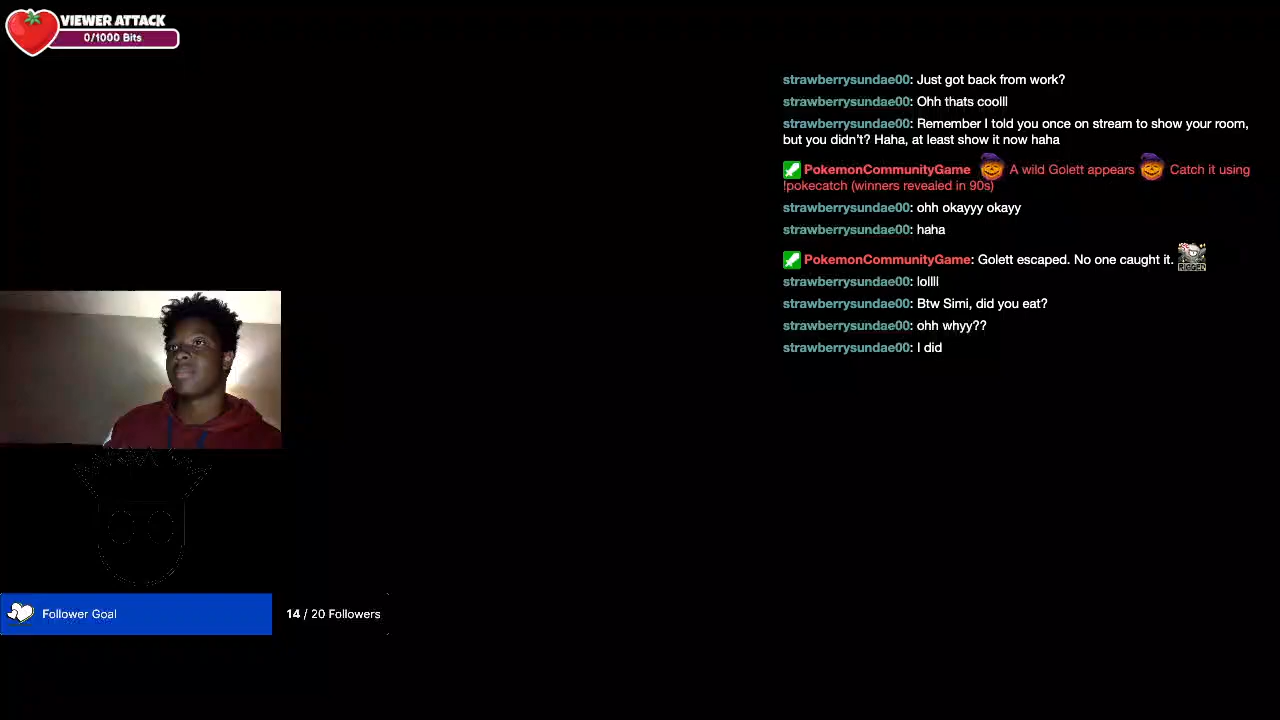 VIEWER ATTACK
0/1000 Bits
strawberrysundae00: Just got back from work?
strawberrysundae00: Ohh thats coolll
strawberrysundae00: Remember I told you once on stream to show your room,
but you didn't? Haha, at least show it now haha
PokemonCommunityGame A wild Golett appears Catch it using
!pokecatch (winners revealed in 90s)
strawberrysundae00: ohh okayyy okayy
strawberrysundae00: haha
PokemonCommunityGame: Golett escaped. No one caught it.
RIGGED
strawberrysundae00: lollll
strawberrysundae00: Btw Simi, did you eat?
strawberrysundae00: ohh whyy??
strawberrysundae00: I did
Follower Goal
14 / 20 Followers